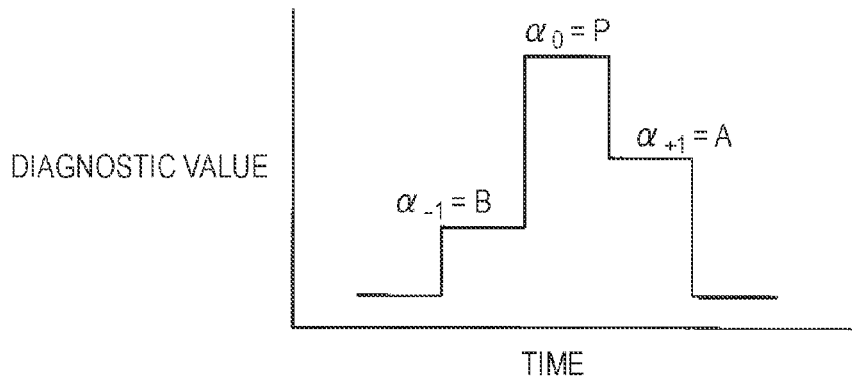 α₀ = P
α₊₁ = A
DIAGNOSTIC VALUE
α₋₁ = B
TIME